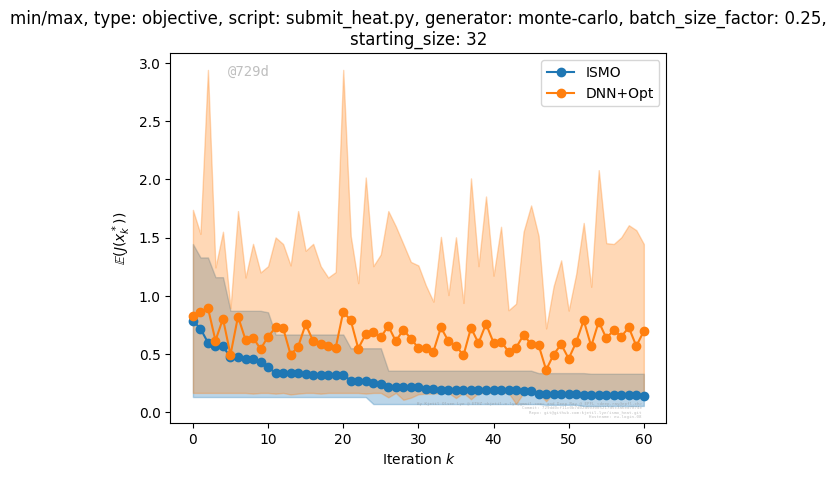 min/max, type: objective, script: submit_heat.py, generator: monte-carlo, batch_size_factor: 0.25,
starting_size: 32
@729d
ISMO
DNN+Opt
3.0
2.5
2.0
1.5
1.0
0.5
0.0
𝔼(J(x_k^*))
0 10 20 30 40 50 60
Iteration k